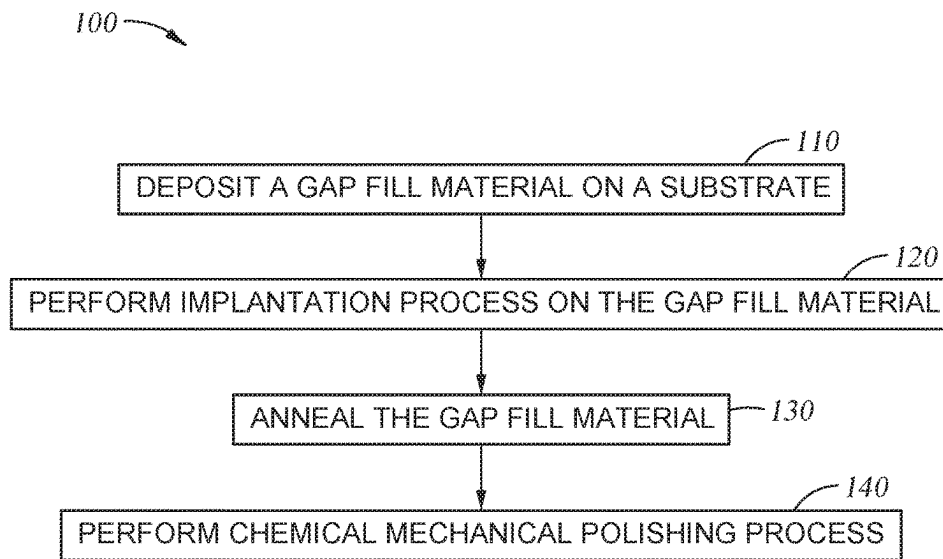 100
110
DEPOSIT A GAP FILL MATERIAL ON A SUBSTRATE
120
PERFORM IMPLANTATION PROCESS ON THE GAP FILL MATERIAL
ANNEAL THE GAP FILL MATERIAL
130
140
PERFORM CHEMICAL MECHANICAL POLISHING PROCESS